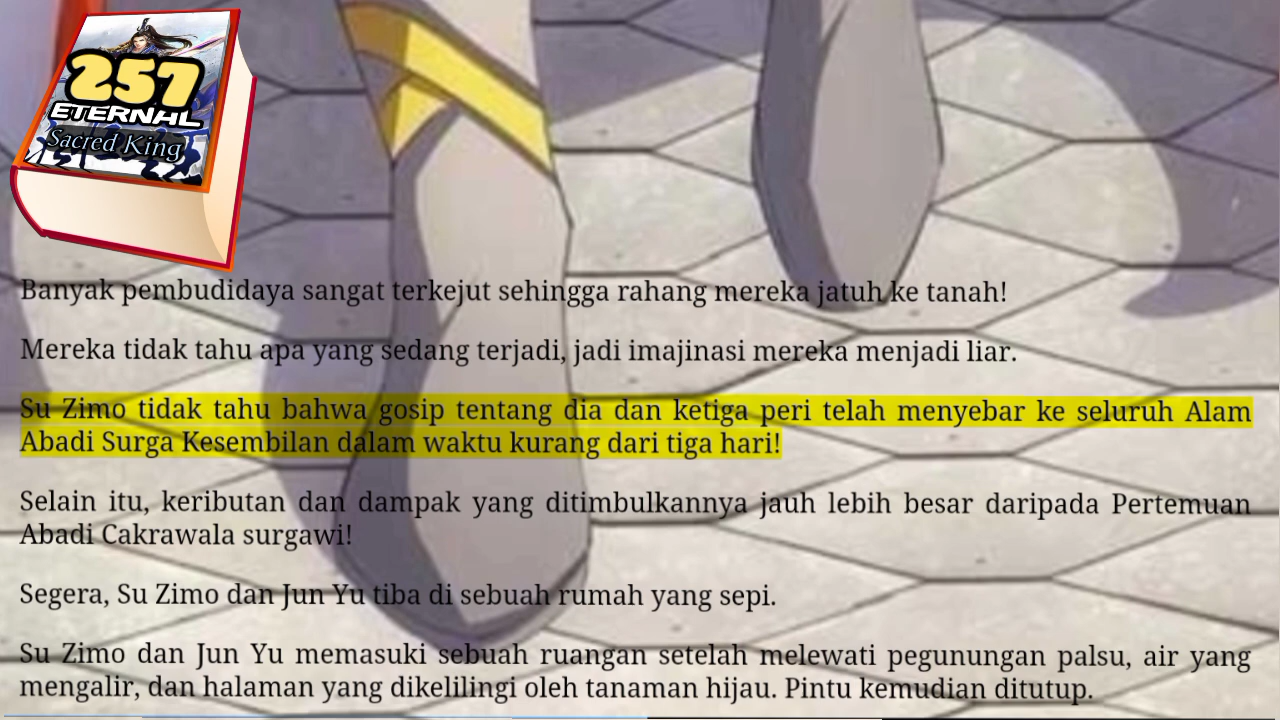 257
ETERNAL
Sacred King
Banyak pembudidaya sangat terkejut sehingga rahang mereka jatuh ke tanah!
Mereka tidak tahu apa yang sedang terjadi, jadi imajinasi mereka menjadi liar.
Su Zimo tidak tahu bahwa gosip tentang dia dan ketiga peri telah menyebar ke seluruh Alam
Abadi Surga Kesembilan dalam waktu kurang dari tiga hari!
Selain itu, keributan dan dampak yang ditimbulkannya jauh lebih besar daripada Pertemuan
Abadi Cakrawala surgawi!
Segera, Su Zimo dan Jun Yu tiba di sebuah rumah yang sepi.
Su Zimo dan Jun Yu memasuki sebuah ruangan setelah melewati pegunungan palsu, air yang
mengalir, dan halaman yang dikelilingi oleh tanaman hijau. Pintu kemudian ditutup.